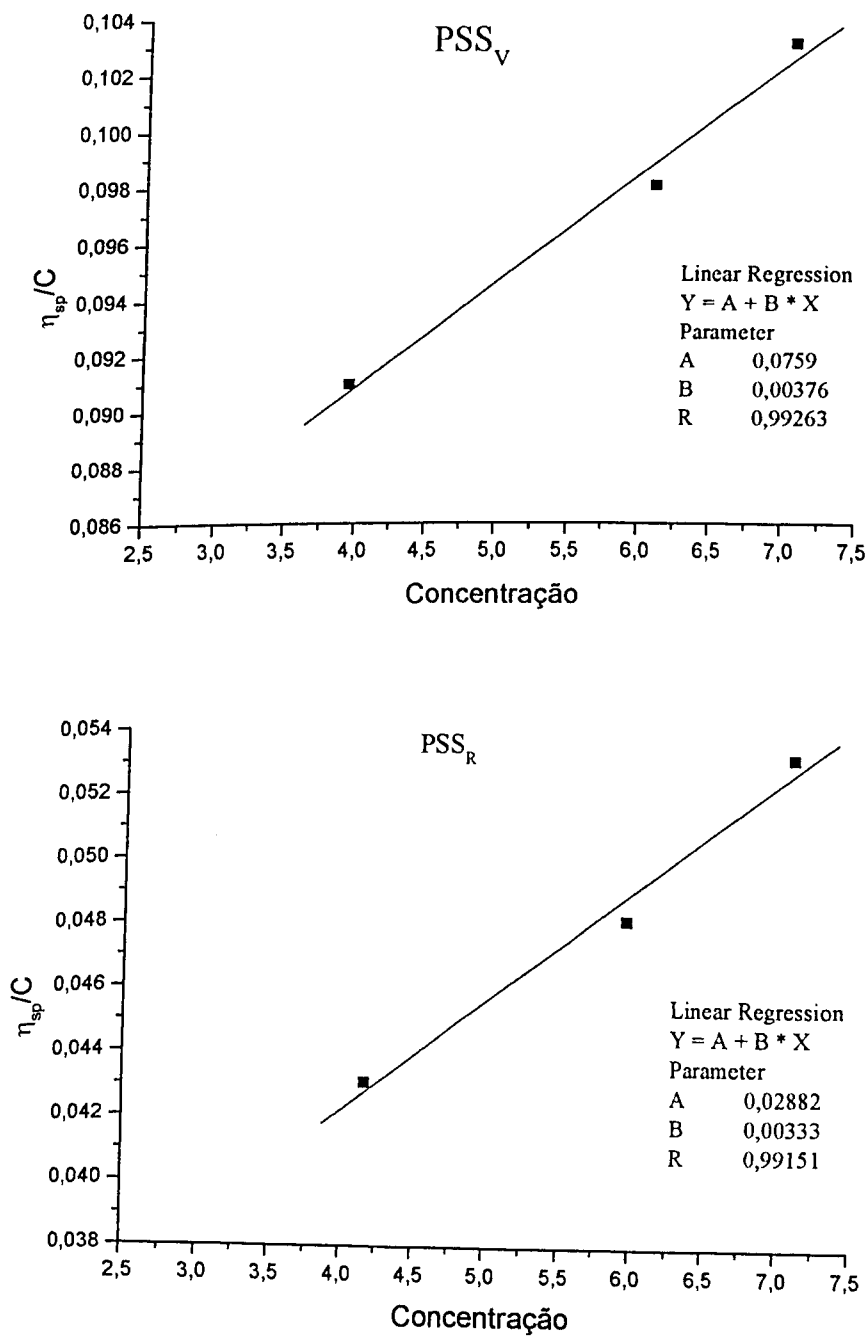 PSS_V
0,104
0,102
0,100
0,098
0,096
0,094
0,092
0,090
0,088
0,086
η_sp/C
Linear Regression
Y = A + B * X
Parameter
A 0,0759
B 0,00376
R 0,99263
2,5 3,0 3,5 4,0 4,5 5,0 5,5 6,0 6,5 7,0 7,5
Concentração
PSS_R
0,054
0,052
0,050
0,048
0,046
0,044
0,042
0,040
0,038
η_sp/C
Linear Regression
Y = A + B * X
Parameter
A 0,02882
B 0,00333
R 0,99151
2,5 3,0 3,5 4,0 4,5 5,0 5,5 6,0 6,5 7,0 7,5
Concentração